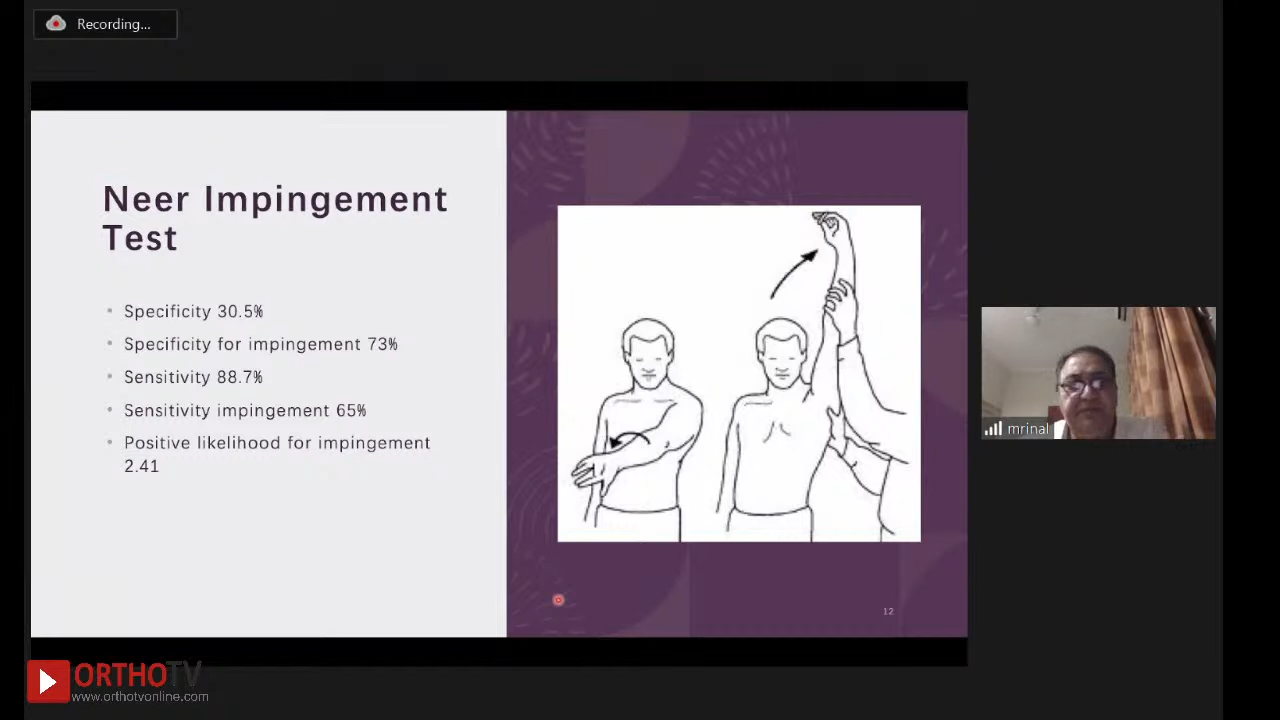 Recording...
Neer Impingement
Test
• Specificity 30.5%
• Specificity for impingement 73%
• Sensitivity 88.7%
• Sensitivity impingement 65%
• Positive likelihood for impingement
2.41
12
mrinal
ORTHOTV
www.orthotvonline.com